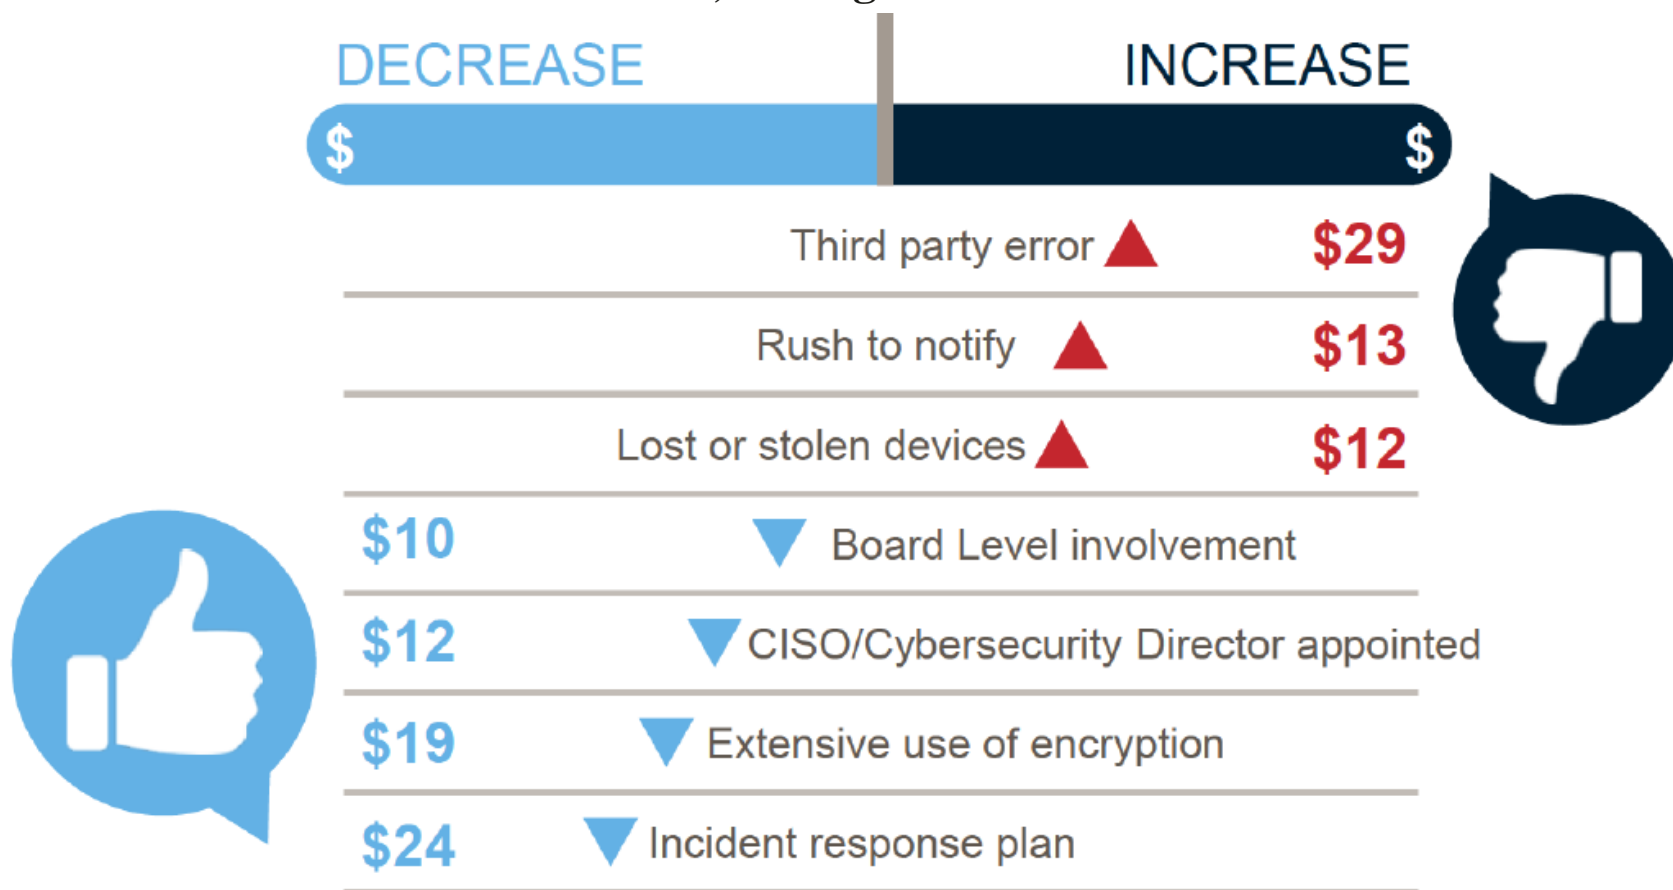 DECREASE INCREASE
$ $
Third party error $29
Rush to notify $13
Lost or stolen devices $12
$10 Board Level involvement
$12 CISO/Cybersecurity Director appointed
$19 Extensive use of encryption
$24 Incident response plan